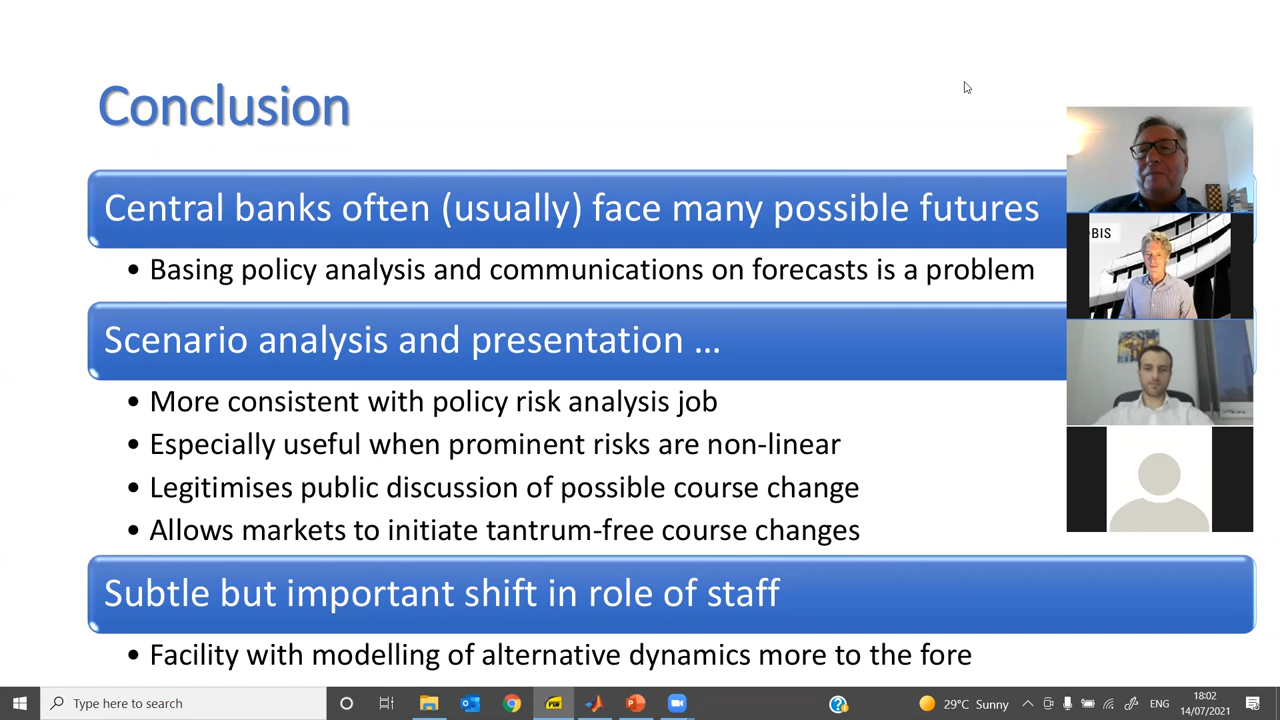 Conclusion
Central banks often (usually) face many possible futures
• Basing policy analysis and communications on forecasts is a problem
BIS
Scenario analysis and presentation …
• More consistent with policy risk analysis job
• Especially useful when prominent risks are non-linear
• Legitimises public discussion of possible course change
• Allows markets to initiate tantrum-free course changes
Subtle but important shift in role of staff
• Facility with modelling of alternative dynamics more to the fore
Type here to search
29°C Sunny
ENG
18:02
14/07/2021